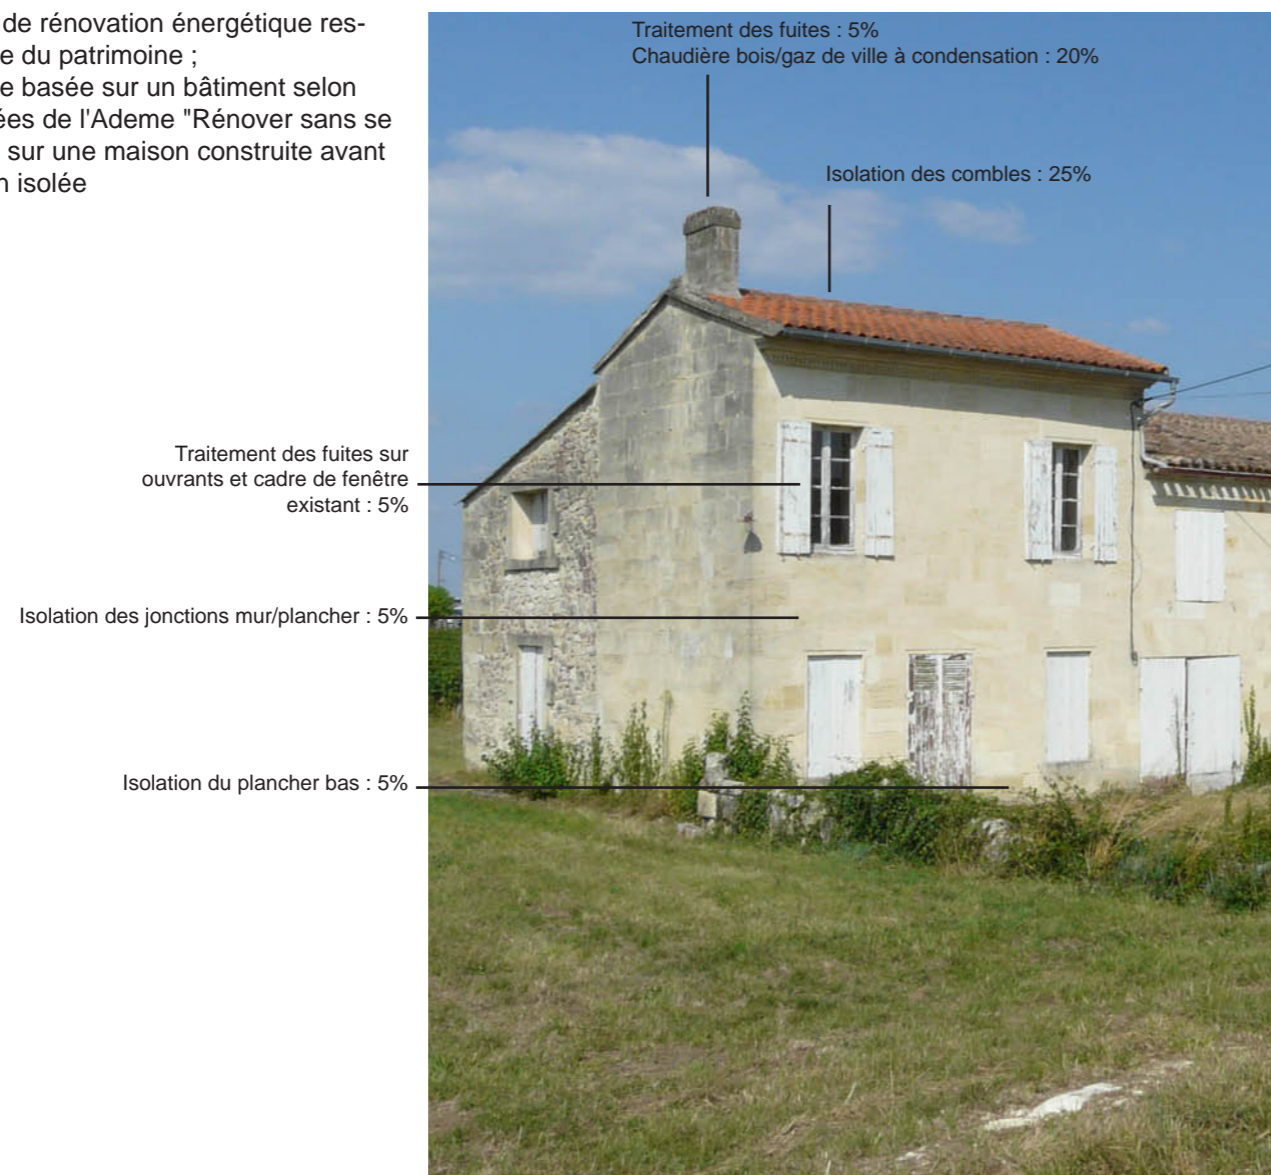 de rénovation énergétique res-
du patrimoine ;
basée sur un bâtiment selon
de l'Ademe "Rénover sans se
sur une maison construite avant
isolée
Traitement des fuites : 5%
Chaudière bois/gaz de ville à condensation : 20%
Isolation des combles : 25%
Traitement des fuites sur
ouvrants et cadre de fenêtre
existant : 5%
Isolation des jonctions mur/plancher : 5%
Isolation du plancher bas : 5%